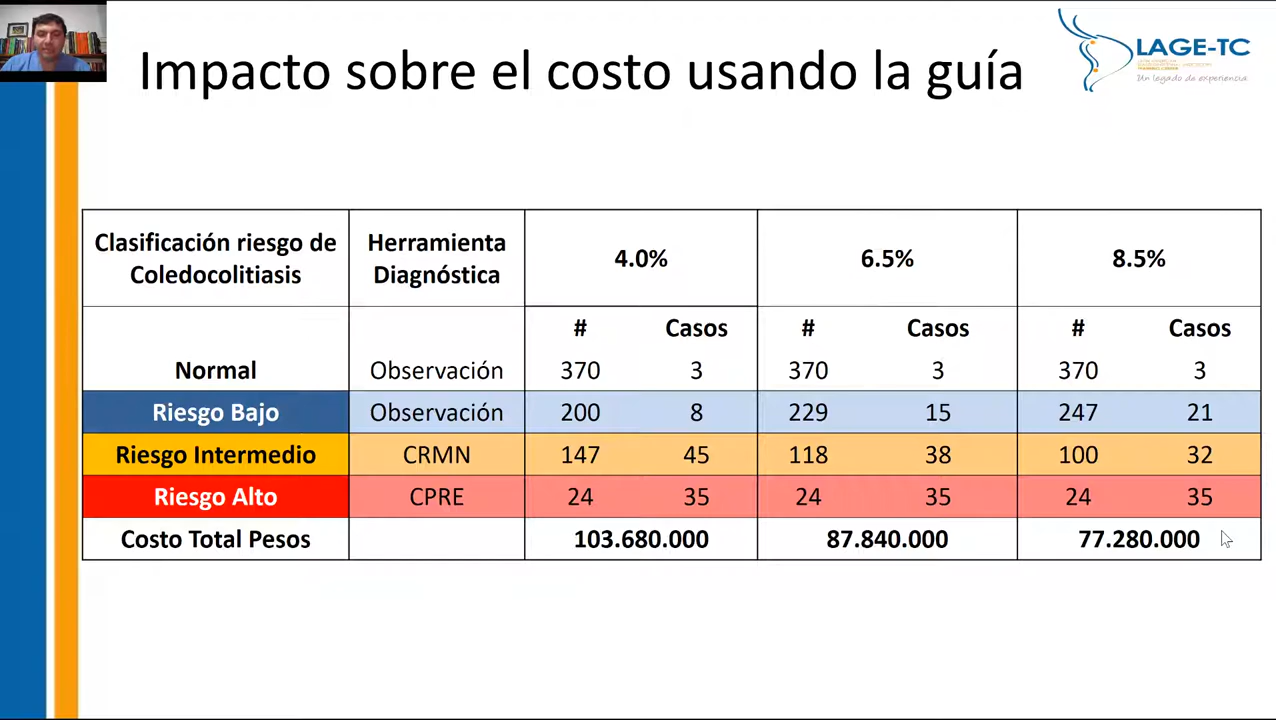 Impacto sobre el costo usando la guía
LAGE-TC
Un legado de experiencia
Clasificación riesgo de Coledocolitiasis | Herramienta Diagnóstica | 4.0% | 6.5% | 8.5%
# Casos # Casos # Casos
Normal Observación 370 3 370 3 370 3
Riesgo Bajo Observación 200 8 229 15 247 21
Riesgo Intermedio CRMN 147 45 118 38 100 32
Riesgo Alto CPRE 24 35 24 35 24 35
Costo Total Pesos 103.680.000 87.840.000 77.280.000